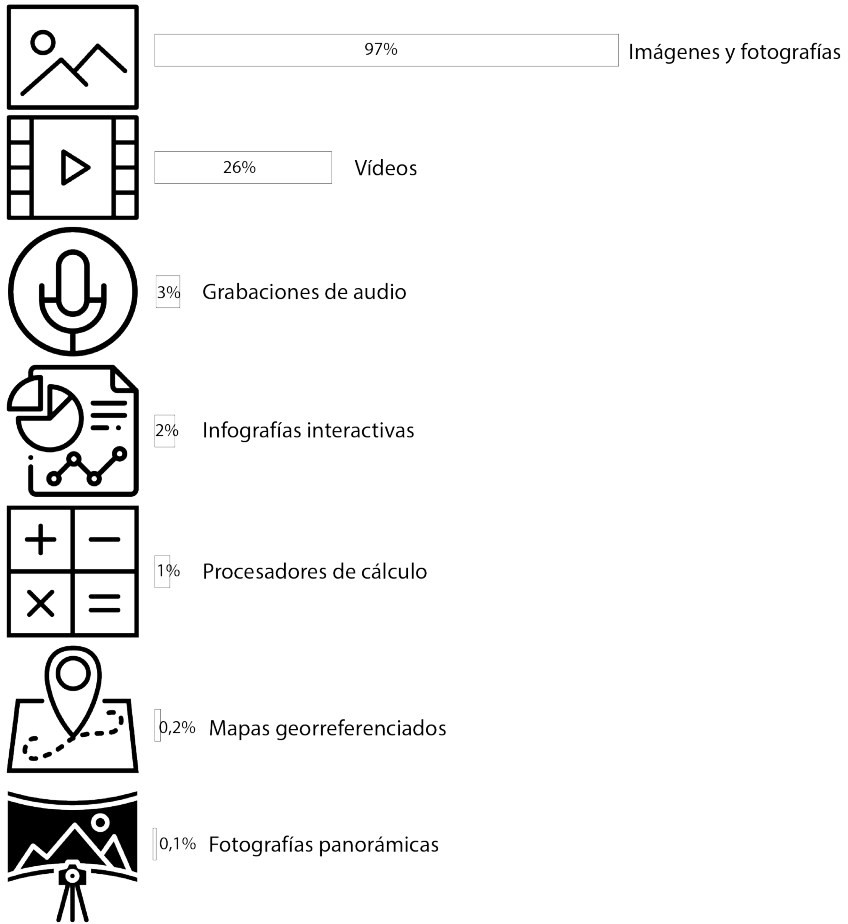 97% Imágenes y fotografías
26% Vídeos
3% Grabaciones de audio
2% Infografías interactivas
1% Procesadores de cálculo
0,2% Mapas georreferenciados
0,1% Fotografías panorámicas